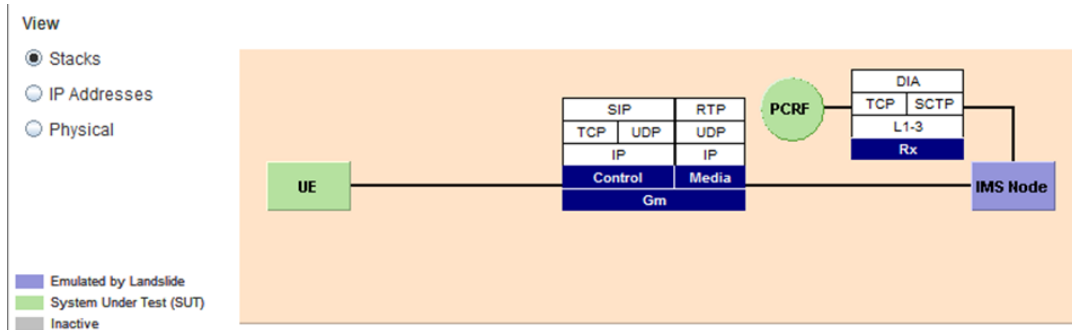 View
Stacks
IP Addresses
Physical
SIP RTP
TCP UDP UDP
IP IP
Control Media
Gm
PCRF
DIA
TCP SCTP
L1-3
Rx
UE
IMS Node
Emulated by Landslide
System Under Test (SUT)
Inactive